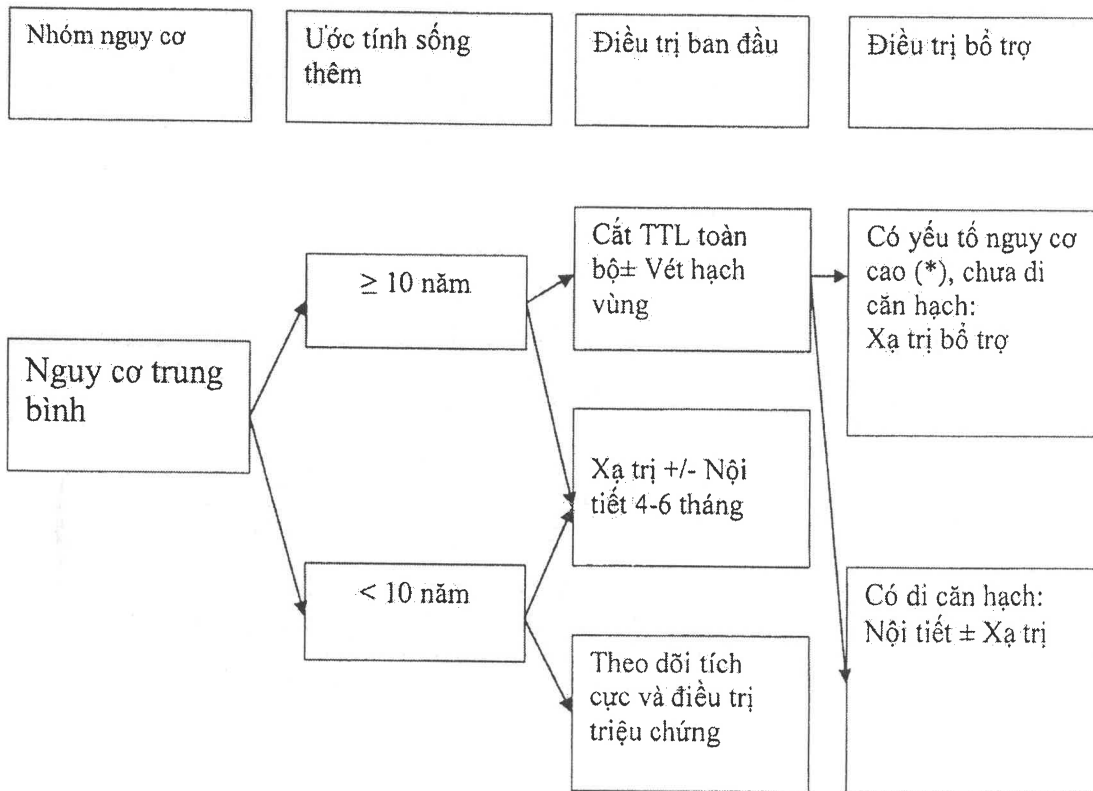 Nhóm nguy cơ
Ước tính sống
thêm
Điều trị ban đầu
Điều trị bổ trợ
Cắt TTL toàn
bộ± Vét hạch
vùng
Có yếu tố nguy cơ
cao (*), chưa di
căn hạch:
Xạ trị bổ trợ
≥ 10 năm
Nguy cơ trung
bình
Xạ trị +/- Nội
tiết 4-6 tháng
< 10 năm
Có di căn hạch:
Nội tiết ± Xạ trị
Theo dõi tích
cực và điều trị
triệu chứng